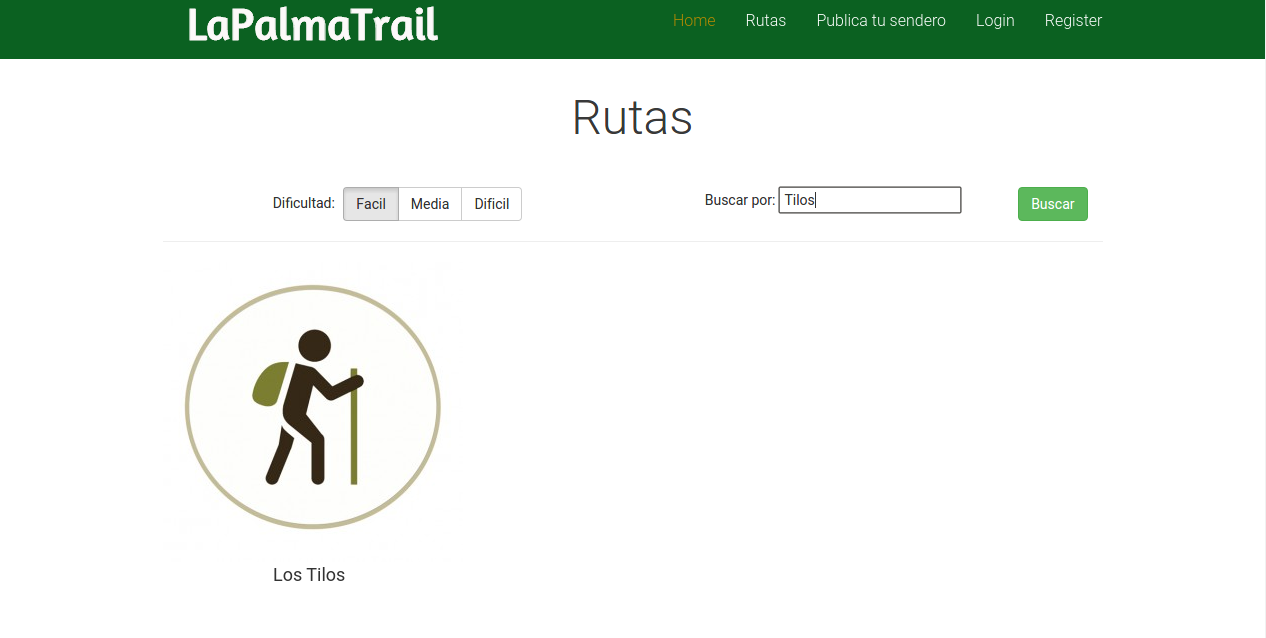 LaPalmaTrail Home Rutas Publica tu sendero Login Register
Rutas
Dificultad: Facil Media Dificil Buscar por: Tilos Buscar
Los Tilos